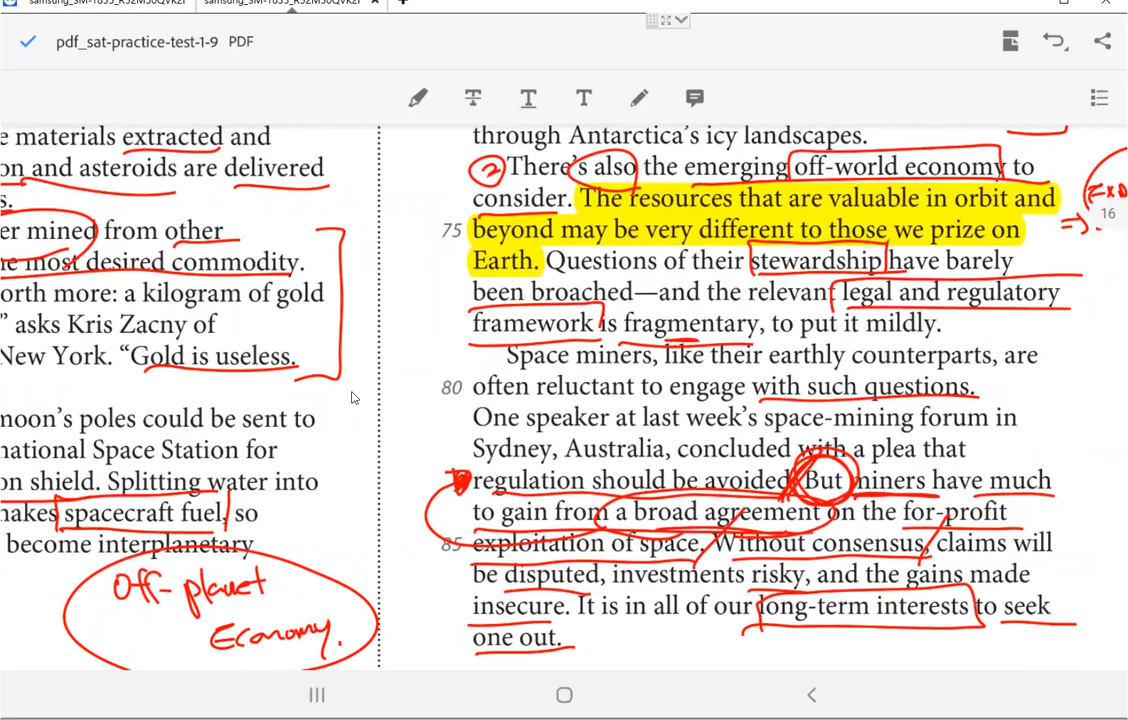 pdf_sat-practice-test-1-9 PDF
T
T
T
e materials extracted and
on and asteroids are delivered
s.
er mined from other
e most desired commodity.
orth more: a kilogram of gold
” asks Kris Zacny of
New York. “Gold is useless.
moon’s poles could be sent to
national Space Station for
on shield. Splitting water into
makes spacecraft fuel, so
become interplanetary
Off-planet
Economy.
through Antarctica’s icy landscapes.
2 There’s also the emerging off-world economy to
consider. The resources that are valuable in orbit and
75 beyond may be very different to those we prize on
Earth. Questions of their stewardship have barely
been broached—and the relevant legal and regulatory
framework is fragmentary, to put it mildly.
Space miners, like their earthly counterparts, are
80 often reluctant to engage with such questions.
One speaker at last week’s space-mining forum in
Sydney, Australia, concluded with a plea that
regulation should be avoided. But miners have much
to gain from a broad agreement on the for-profit
85 exploitation of space. Without consensus, claims will
be disputed, investments risky, and the gains made
insecure. It is in all of our long-term interests to seek
one out.
16